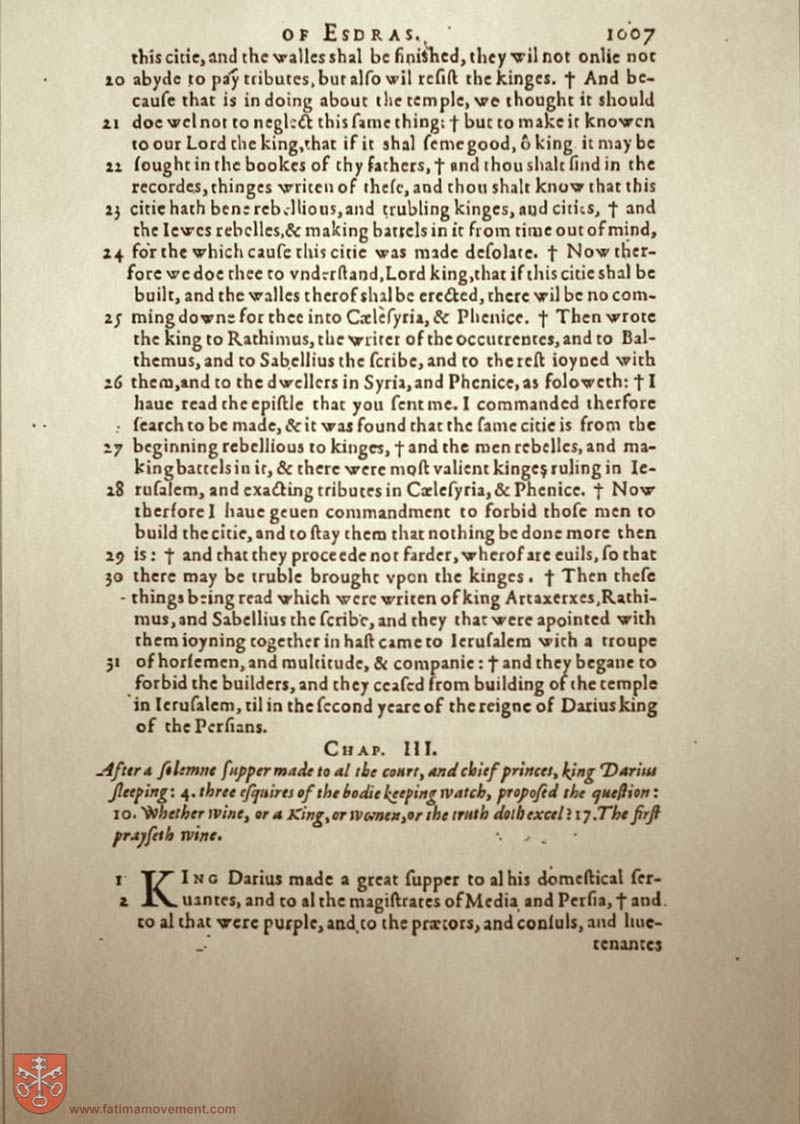 OF ESDRAS. 1007
this citie, and the walles shal be finiſhed, they wil not onlie not
20 abyde to pay tributes, but alſo wil reſiſt the kinges. † And be-
cauſe that is in doing about the temple, we thought it should
21 doe wel not to neglect this ſame thing: † but to make it knowen
to our Lord the king, that if it shal ſeme good, ô king it may be
22 ſought in the bookes of thy fathers, † and thou shalt find in the
recordes, thinges writen of theſe, and thou shalt know that this
23 citie hath bene rebellious, and trubling kinges, and cities, † and
the Iewes rebelles, & making battels in it from time out of mind,
24 for the which cauſe this citie was made deſolate. † Now ther-
fore we doe thee to vnderſtand, Lord king, that if this citie shal be
built, and the walles therof shal be erected, there wil be no com-
25 ming downe for thee into Cæleſyria, & Phenice. † Then wrote
the king to Rathimus, the writer of the occurrentes, and to Bal-
themus, and to Sabellius the ſcribe, and to the reſt ioyned with
26 them, and to the dwellers in Syria, and Phenice, as foloweth: † I
haue read the epiſtle that you ſent me. I commanded therfore
ſearch to be made, & it was found that the ſame citie is from the
27 beginning rebellious to kinges, † and the men rebelles, and ma-
king battels in it, & there were moſt valient kinges ruling in Ie-
28 ruſalem, and exacting tributes in Cæleſyria, & Phenice. † Now
therfore I haue geuen commandment to forbid thoſe men to
build the citie, and to ſtay them that nothing be done more then
29 is: † and that they proceede not farder, wherof are euils, ſo that
30 there may be truble brought vpon the kinges. † Then theſe
things being read which were writen of king Artaxerxes, Rathi-
mus, and Sabellius the ſcribe, and they that were apointed with
them ioyning together in haſt came to Ieruſalem with a troupe
31 of horſemen, and multitude, & companie: † and they begane to
forbid the builders, and they ceaſed from building of the temple
in Ieruſalem, til in the ſecond yeare of the reigne of Darius king
of the Perſians.
CHAP. III.
After a ſolemne ſupper made to al the court, and chief princes, king Darius
ſleeping: 4. three eſquires of the bodie keeping watch, propoſed the queſtion:
10. Whether wine, or a King, or women, or the truth doth excel? 17. The firſt
prayſeth wine.
1 KING Darius made a great ſupper to al his domeſtical ſer-
2 uantes, and to al the magiſtrates of Media and Perſia, † and
to al that were purple, and to the prætors, and conſuls, and liue-
tenantes
www.fatimamovement.com